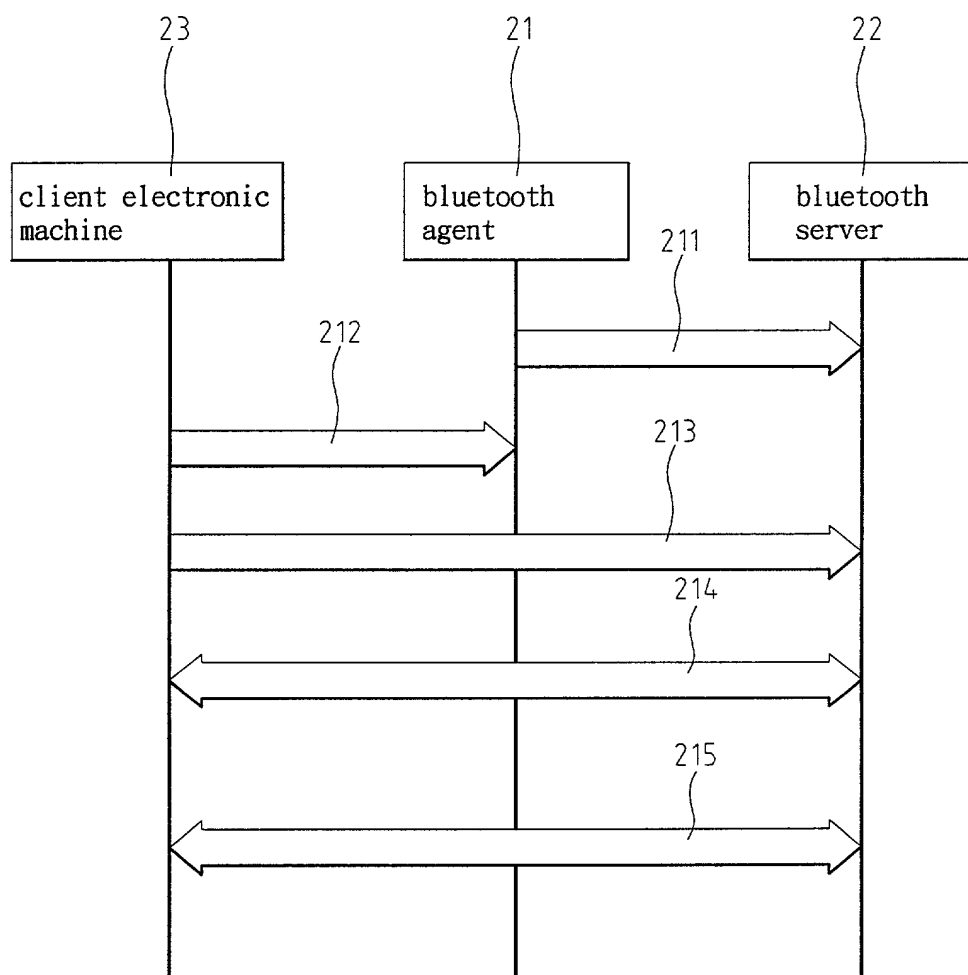 23
21
22
client electronic
machine
bluetooth
agent
bluetooth
server
211
212
213
214
215